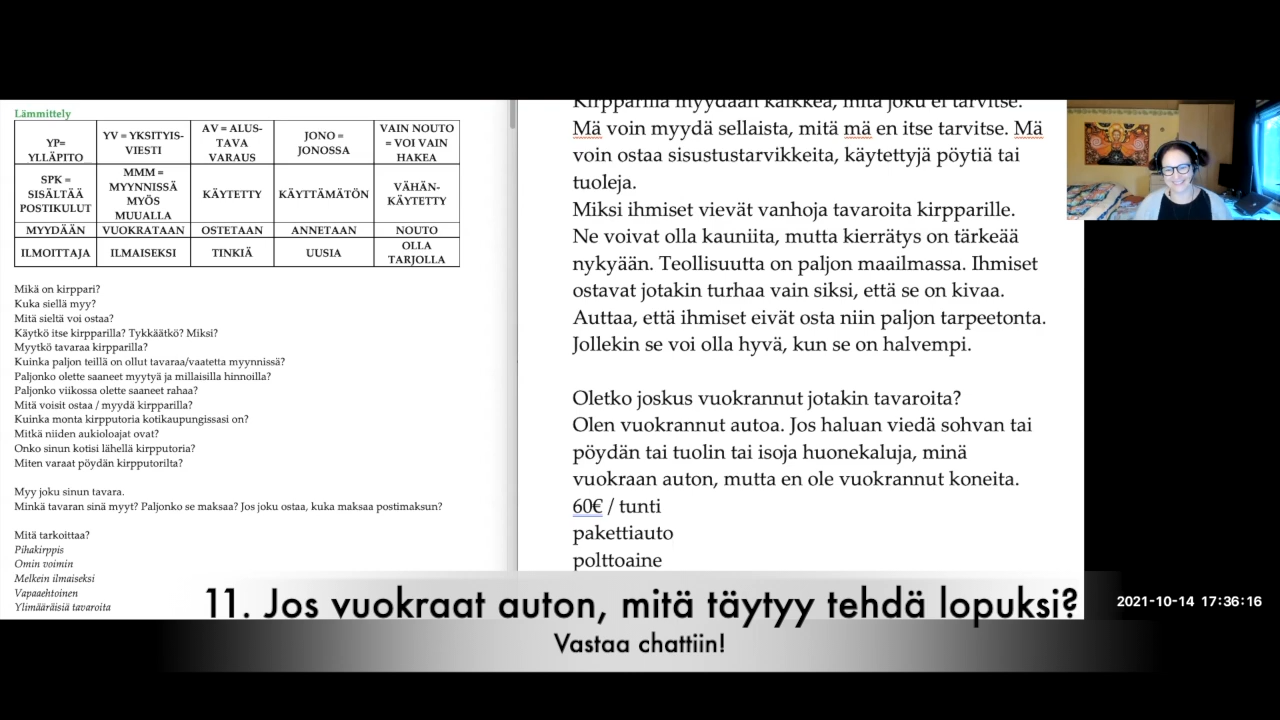 Lämmittely
YP=
YLLÄPITO
YV = YKSITYIS-
VIESTI
AV = ALUS-
TAVA
VARAUS
JONO =
JONOSSA
VAIN NOUTO
= VOI VAIN
HAKEA
SPK =
SISÄLTÄÄ
POSTIKULUT
MMM =
MYYNNISSÄ
MYÖS
MUUALLA
KÄYTETTY
KÄYTTÄMÄTÖN
VÄHÄN-
KÄYTETTY
MYYDÄÄN
VUOKRATAAN
OSTETAAN
ANNETAAN
NOUTO
ILMOITTAJA
ILMAISEKSI
TINKIÄ
UUSIA
OLLA
TARJOLLA
Mikä on kirppari?
Kuka siellä myy?
Mitä sieltä voi ostaa?
Käytkö itse kirpparilla? Tykkäätkö? Miksi?
Myytkö tavaraa kirpparilla?
Kuinka paljon teillä on ollut tavaraa/vaatetta myynnissä?
Paljonko olette saaneet myytyä ja millaisilla hinnoilla?
Paljonko viikossa olette saaneet rahaa?
Mitä voisit ostaa / myydä kirpparilla?
Kuinka monta kirpputoria kotikaupungissasi on?
Mitkä niiden aukioloajat ovat?
Onko sinun kotisi lähellä kirpputoria?
Miten varaat pöydän kirpputorilta?
Myy joku sinun tavara.
Minkä tavaran sinä myyt? Paljonko se maksaa? Jos joku ostaa, kuka maksaa postimaksun?
Mitä tarkoittaa?
Pihakirppis
Omin voimin
Melkein ilmaiseksi
Vapaaehtoinen
Ylimääräisiä tavaroita
Kirpparilla myydään kaikkea, mitä joku ei tarvitse.
Mä voin myydä sellaista, mitä mä en itse tarvitse. Mä
voin ostaa sisustustarvikkeita, käytettyjä pöytiä tai
tuoleja.
Miksi ihmiset vievät vanhoja tavaroita kirpparille.
Ne voivat olla kauniita, mutta kierrätys on tärkeää
nykyään. Teollisuutta on paljon maailmassa. Ihmiset
ostavat jotakin turhaa vain siksi, että se on kivaa.
Auttaa, että ihmiset eivät osta niin paljon tarpeetonta.
Jollekin se voi olla hyvä, kun se on halvempi.
Oletko joskus vuokrannut jotakin tavaroita?
Olen vuokrannut autoa. Jos haluan viedä sohvan tai
pöydän tai tuolin tai isoja huonekaluja, minä
vuokraan auton, mutta en ole vuokrannut koneita.
60€ / tunti
pakettiauto
polttoaine
11. Jos vuokraat auton, mitä täytyy tehdä lopuksi?
Vastaa chattiin!
2021-10-14 17:36:16